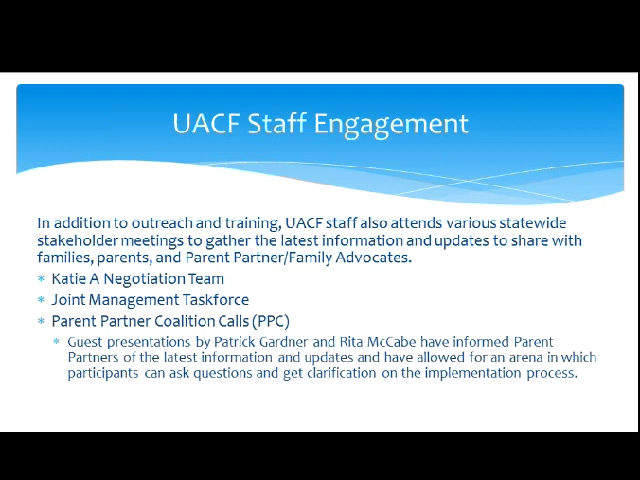 UACF Staff Engagement
In addition to outreach and training, UACF staff also attends various statewide
stakeholder meetings to gather the latest information and updates to share with
families, parents, and Parent Partner/Family Advocates.
* Katie A Negotiation Team
* Joint Management Taskforce
* Parent Partner Coalition Calls (PPC)
* Guest presentations by Patrick Gardner and Rita McCabe have informed Parent
Partners of the latest information and updates and have allowed for an arena in which
participants can ask questions and get clarification on the implementation process.